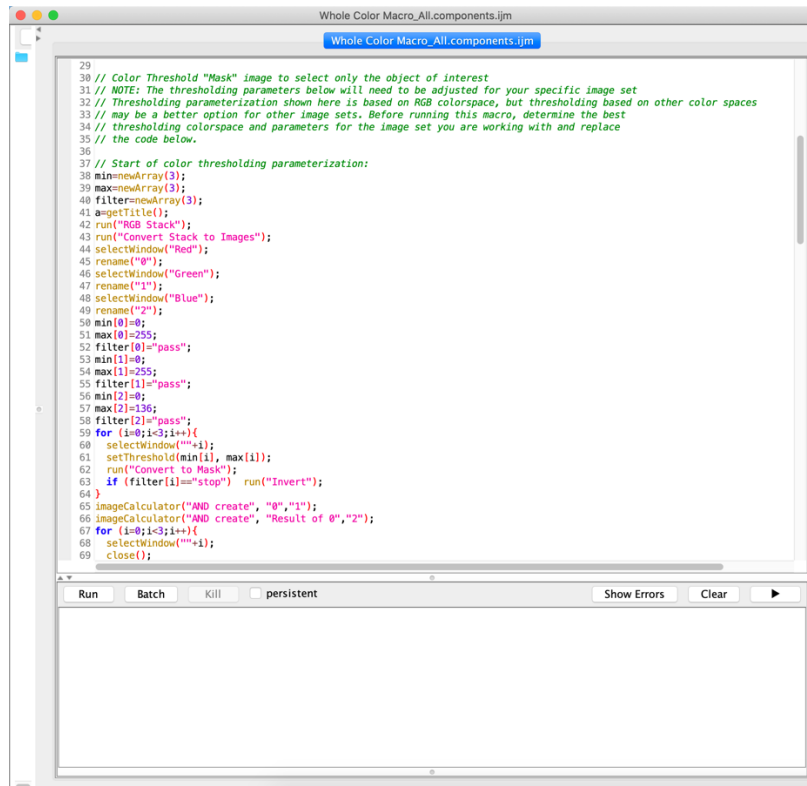 Whole Color Macro_All.components.ijm
Whole Color Macro_All.components.ijm
29
30 // Color Threshold "Mask" image to select only the object of interest
31 // NOTE: The thresholding parameters below will need to be adjusted for your specific image set
32 // Thresholding parameterization shown here is based on RGB colorspace, but thresholding based on other color spaces
33 // may be a better option for other image sets. Before running this macro, determine the best
34 // thresholding colorspace and parameters for the image set you are working with and replace
35 // the code below.
36
37 // Start of color thresholding parameterization:
38 min=newArray(3);
39 max=newArray(3);
40 filter=newArray(3);
41 a=getTitle();
42 run("RGB Stack");
43 run("Convert Stack to Images");
44 selectWindow("Red");
45 rename("0");
46 selectWindow("Green");
47 rename("1");
48 selectWindow("Blue");
49 rename("2");
50 min[0]=0;
51 max[0]=255;
52 filter[0]="pass";
53 min[1]=0;
54 max[1]=255;
55 filter[1]="pass";
56 min[2]=0;
57 max[2]=136;
58 filter[2]="pass";
59 for (i=0;i<3;i++){
60   selectWindow(""+i);
61   setThreshold(min[i], max[i]);
62   run("Convert to Mask");
63   if (filter[i]=="stop")  run("Invert");
64 }
65 imageCalculator("AND create", "0","1");
66 imageCalculator("AND create", "Result of 0","2");
67 for (i=0;i<3;i++){
68   selectWindow(""+i);
69   close();
Run Batch Kill persistent Show Errors Clear